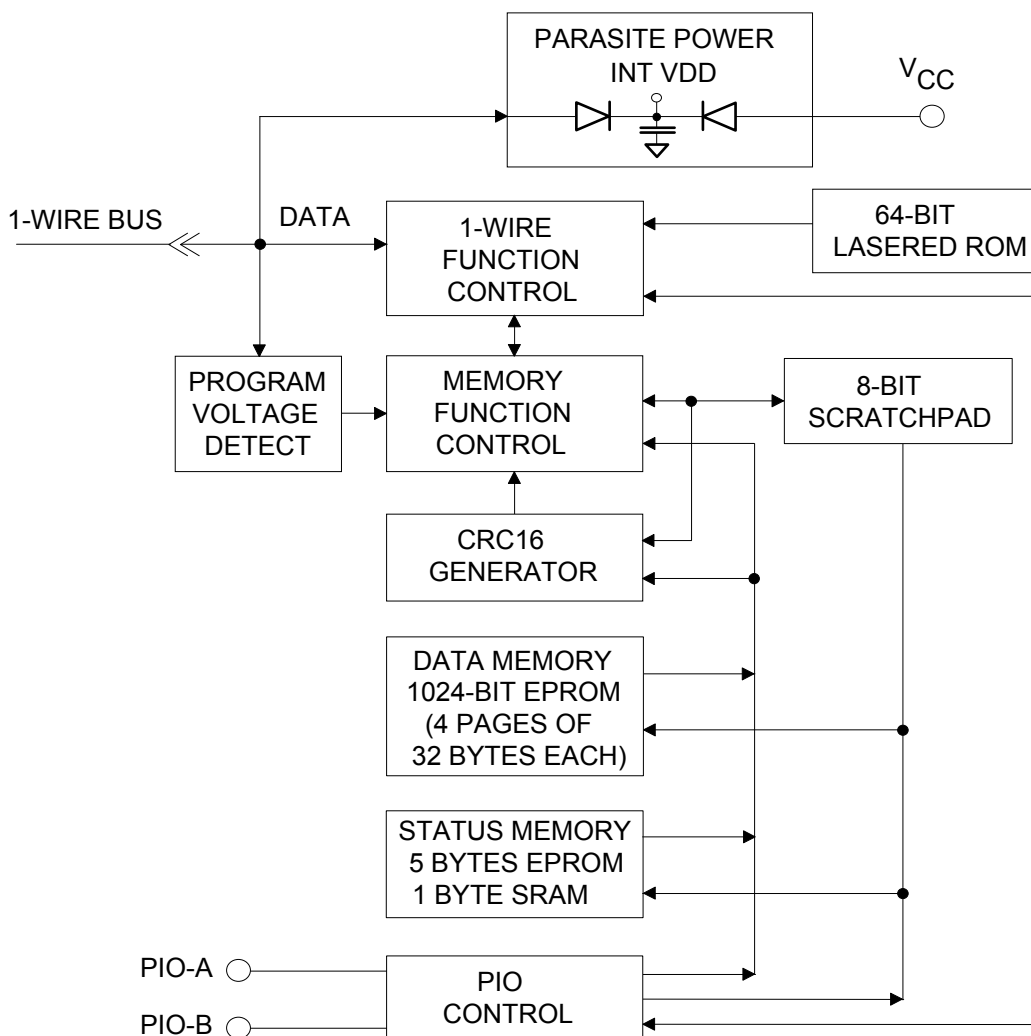 PARASITE POWER
INT VDD
VCC
1-WIRE BUS
DATA
1-WIRE
FUNCTION
CONTROL
64-BIT
LASERED ROM
PROGRAM
VOLTAGE
DETECT
MEMORY
FUNCTION
CONTROL
8-BIT
SCRATCHPAD
CRC16
GENERATOR
DATA MEMORY
1024-BIT EPROM
(4 PAGES OF
32 BYTES EACH)
STATUS MEMORY
5 BYTES EPROM
1 BYTE SRAM
PIO-A
PIO-B
PIO
CONTROL